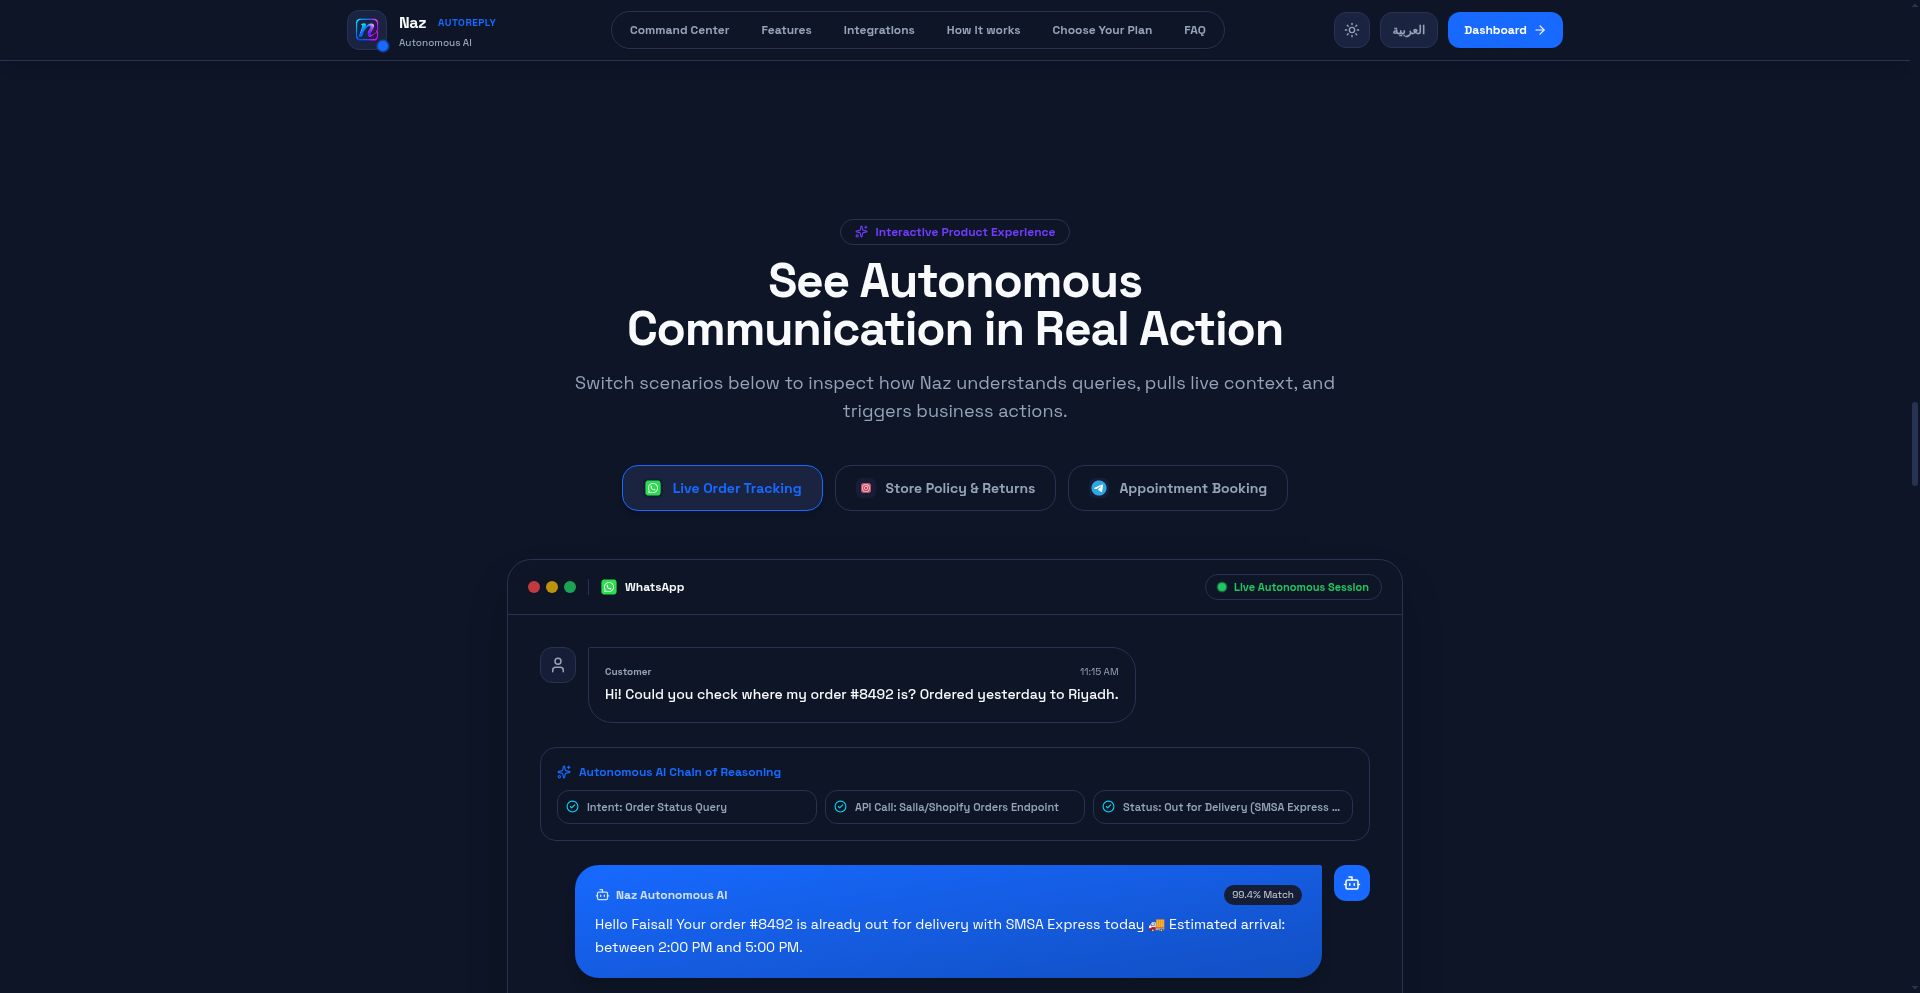 Naz AUTOREPLY
Autonomous AI
Command Center
Features
Integrations
How It works
Choose Your Plan
FAQ
العربية
Dashboard
Interactive Product Experience
See Autonomous
Communication in Real Action
Switch scenarios below to inspect how Naz understands queries, pulls live context, and
triggers business actions.
Live Order Tracking
Store Policy & Returns
Appointment Booking
WhatsApp
Live Autonomous Session
Customer
11:15 AM
Hi! Could you check where my order #8492 is? Ordered yesterday to Riyadh.
Autonomous AI Chain of Reasoning
Intent: Order Status Query
API Call: Salla/Shopify Orders Endpoint
Status: Out for Delivery (SMSA Express ...
Naz Autonomous AI
99.4% Match
Hello Faisal! Your order #8492 is already out for delivery with SMSA Express today 🚚 Estimated arrival:
between 2:00 PM and 5:00 PM.